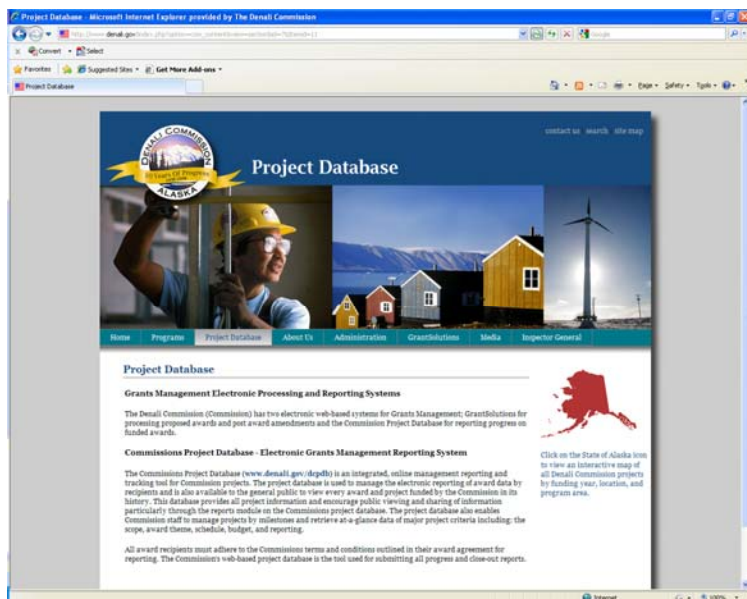 Project Database - Microsoft Internet Explorer provided by The Denali Commission
Google
Convert Select
Favorites Suggested Sites Get More Add-ons
Project Database
Page Safety Tools
contact us search site map
DENALI COMMISSION
10 Years Of Progress
ALASKA
Project Database
Home Programs Project Database About Us Administration GrantSolutions Media Inspector General
Project Database
Grants Management Electronic Processing and Reporting Systems
The Denali Commission (Commission) has two electronic web-based systems for Grants Management; GrantSolutions for
processing proposed awards and post award amendments and the Commission Project Database for reporting progress on
funded awards.
Commissions Project Database - Electronic Grants Management Reporting System
The Commissions Project Database (www.denali.gov/dcpdb) is an integrated, online management reporting and
tracking tool for Commission projects. The project database is used to manage the electronic reporting of award data by
recipients and is also available to the general public to view every award and project funded by the Commission in its
history. This database provides all project information and encourage public viewing and sharing of information
particularly through the reports module on the Commissions project database. The project database also enables
Commission staff to manage projects by milestones and retrieve at-a-glance data of major project criteria including: the
scope, award theme, schedule, budget, and reporting.
All award recipients must adhere to the Commissions terms and conditions outlined in their award agreement for
reporting. The Commission's web-based project database is the tool used for submitting all progress and close-out reports.
Click on the State of Alaska icon
to view an interactive map of
all Denali Commission projects
by funding year, location, and
program area.
Internet 100%